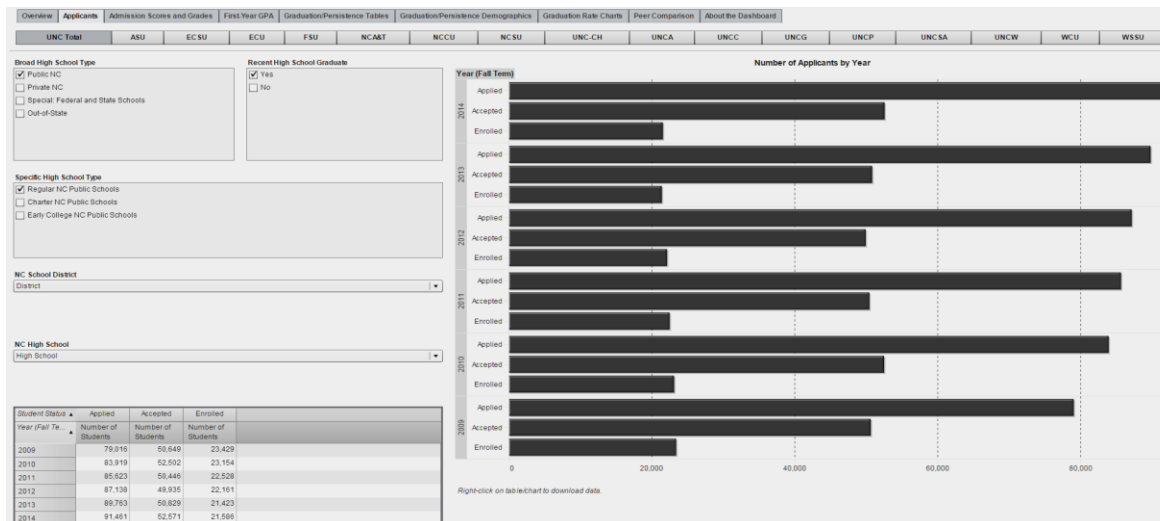 Overview Applicants Admission Scores and Grades First-Year GPA Graduation/Persistence Tables Graduation/Persistence Demographics Graduation Rate Charts Peer Comparison About the Dashboard
UNC Total ASU ECSU ECU FSU NCA&T NCCU NCSU UNC-CH UNCA UNCC UNCG UNCP UNCSA UNCW WCU WSSU
Broad High School Type
Public NC
Private NC
Special: Federal and State Schools
Out-of-State
Recent High School Graduate
Yes
No
Specific High School Type
Regular NC Public Schools
Charter NC Public Schools
Early College NC Public Schools
NC School District
District
NC High School
High School
Student Status Applied Accepted Enrolled
Year (Fall Te... Number of Students Number of Students Number of Students
2009 79,016 50,649 23,429
2010 83,919 52,502 23,154
2011 85,623 50,446 22,528
2012 87,138 49,935 22,161
2013 89,763 50,829 21,423
2014 91,461 52,571 21,586
Number of Applicants by Year
Year (Fall Term)
2014
Applied
Accepted
Enrolled
2013
Applied
Accepted
Enrolled
2012
Applied
Accepted
Enrolled
2011
Applied
Accepted
Enrolled
2010
Applied
Accepted
Enrolled
2009
Applied
Accepted
Enrolled
0 20,000 40,000 60,000 80,000
Right-click on table/chart to download data.